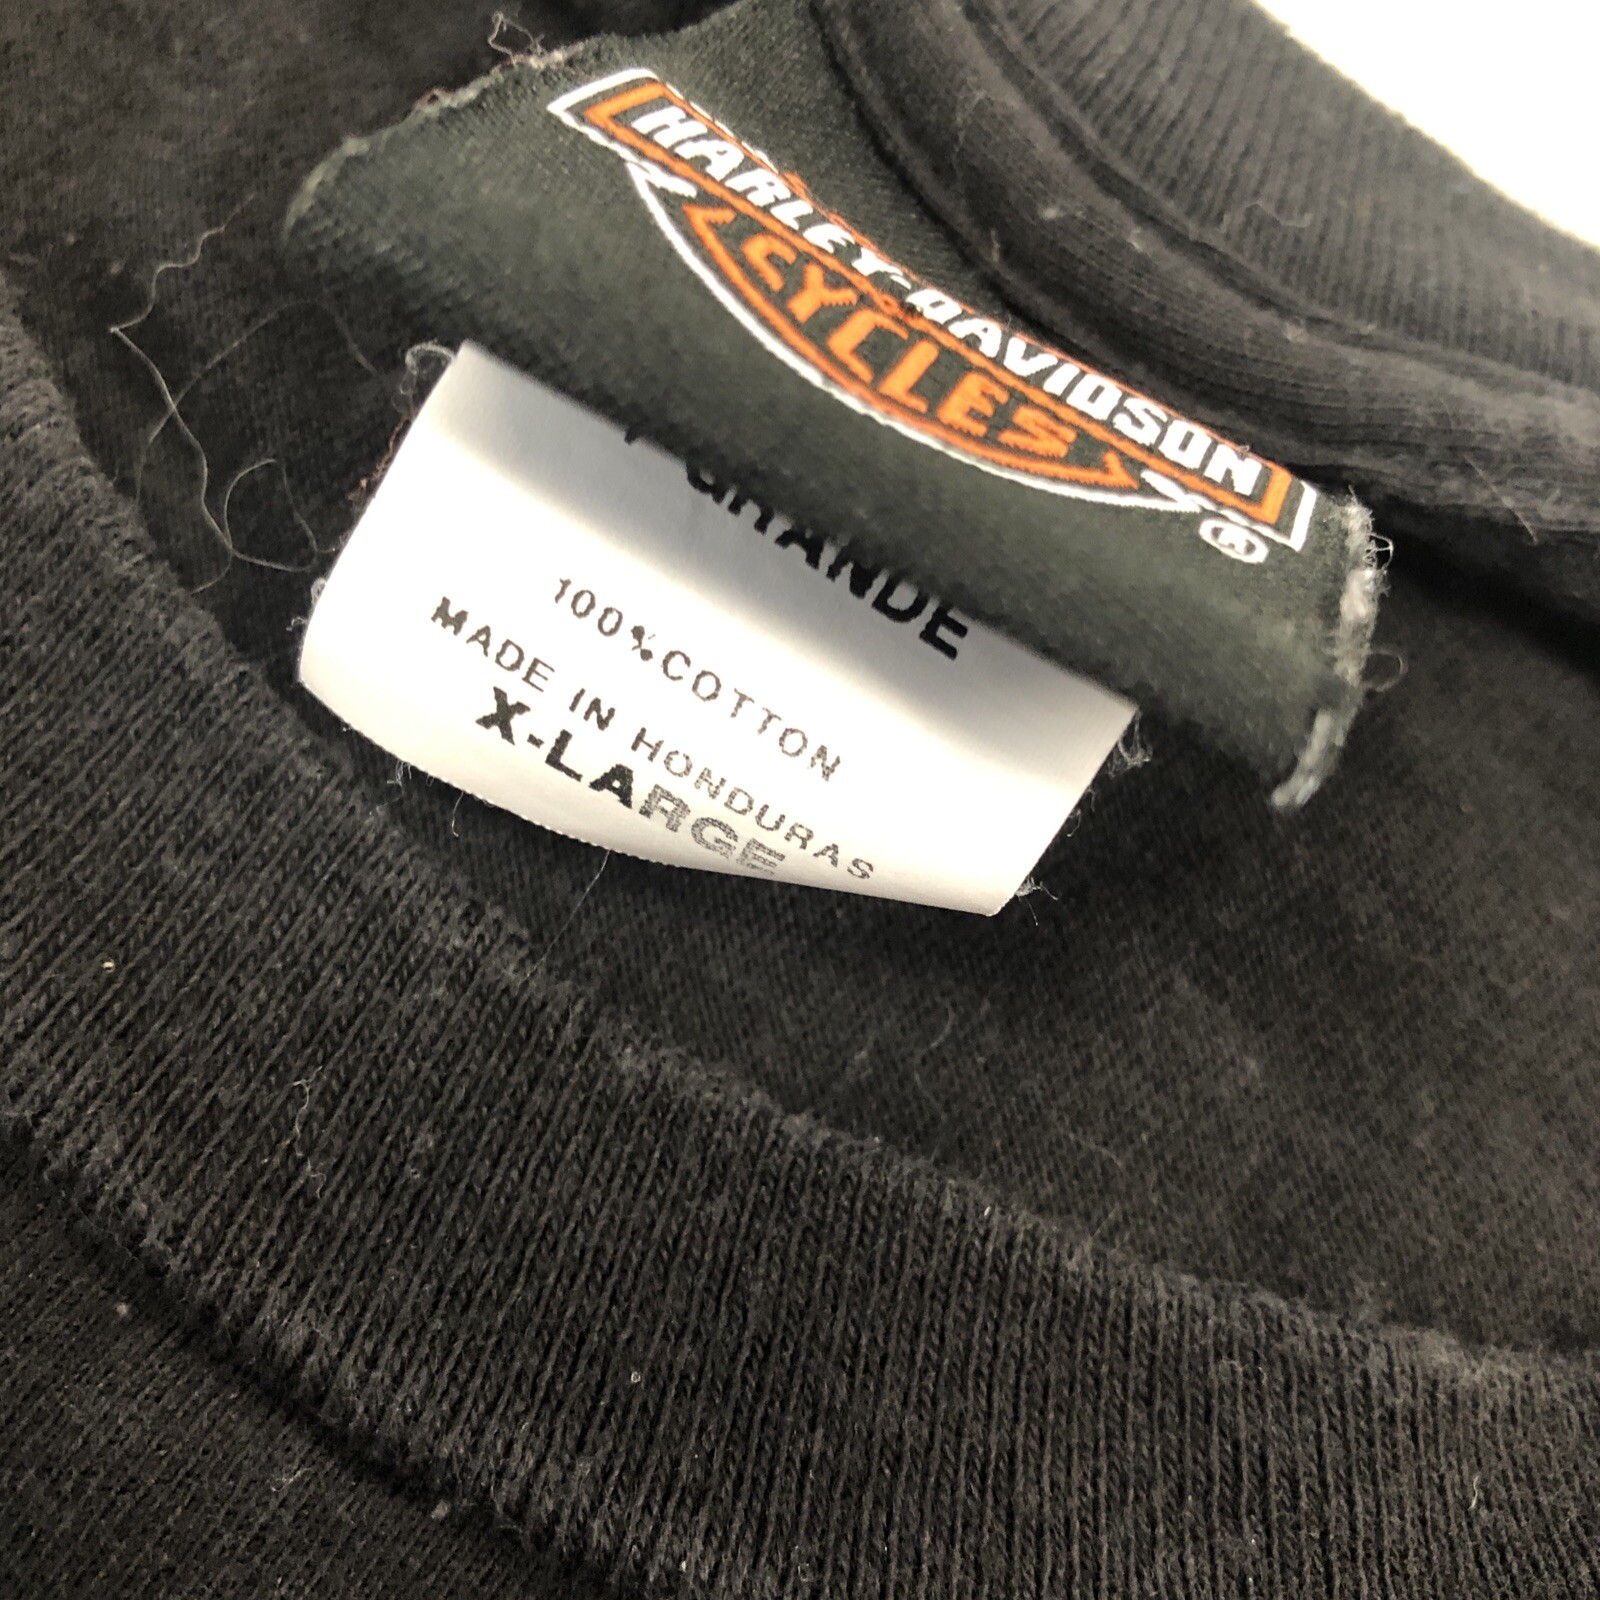 HARLEY-DAVIDSON
CYCLES
®
GRANDE
100% COTTON
MADE IN HONDURAS
X-LARGE